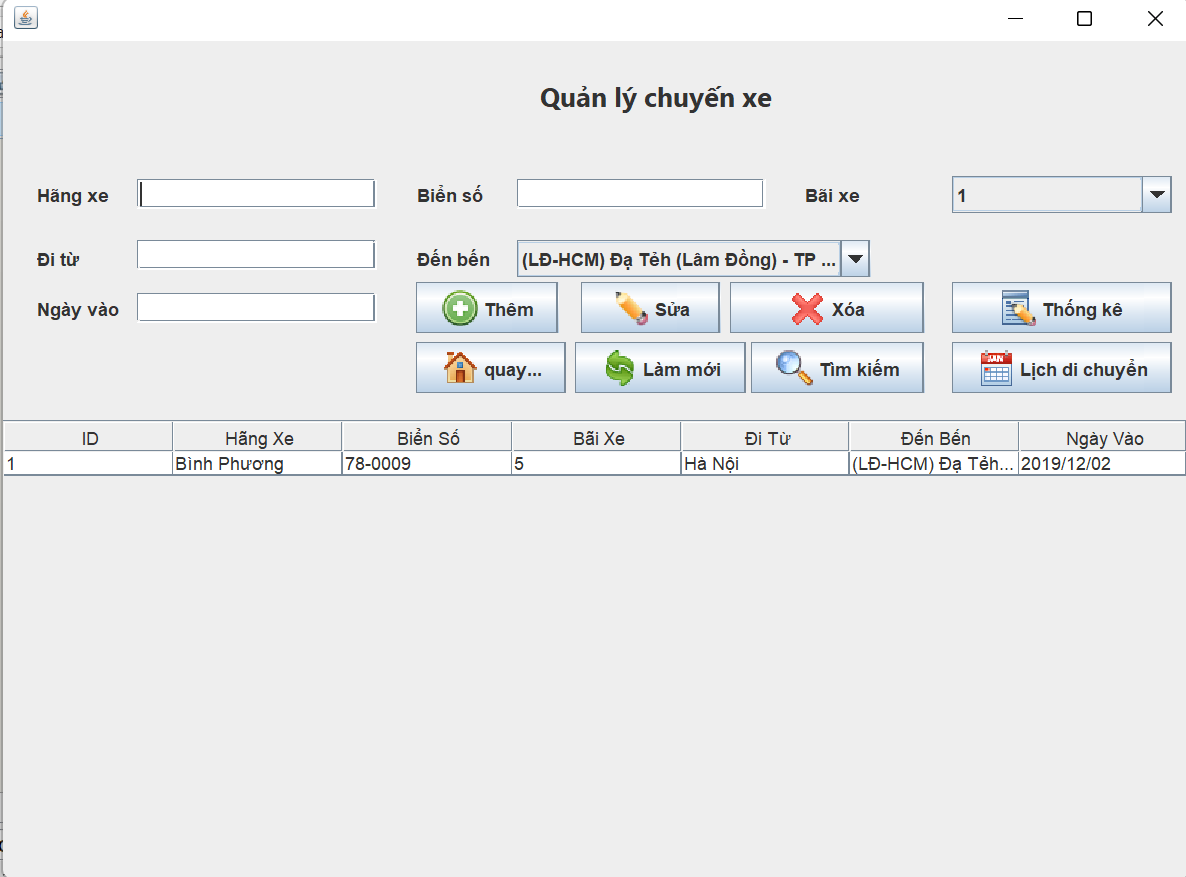 Quản lý chuyến xe
Hãng xe Biển số Bãi xe 1
Đi từ Đến bến (LĐ-HCM) Đạ Tẻh (Lâm Đồng) - TP ...
Ngày vào Thêm Sửa Xóa Thống kê
quay... Làm mới Tìm kiếm JAN Lịch di chuyển
ID Hãng Xe Biển Số Bãi Xe Đi Từ Đến Bến Ngày Vào
1 Bình Phương 78-0009 5 Hà Nội (LĐ-HCM) Đạ Tẻh... 2019/12/02